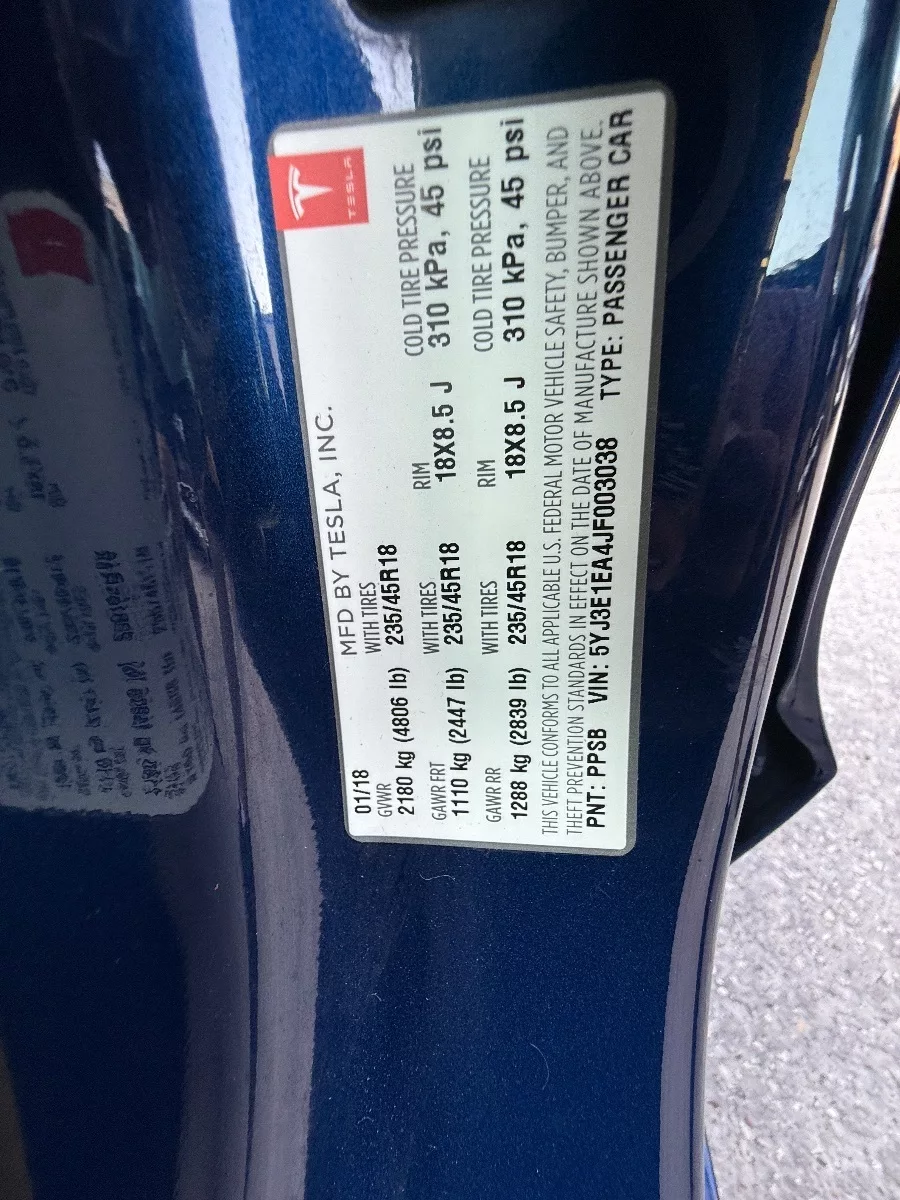 TESLA
MFD BY TESLA, INC.
01/18
GVWR WITH TIRES
2180 kg (4806 lb) 235/45R18
GAWR FRT WITH TIRES RIM COLD TIRE PRESSURE
1110 kg (2447 lb) 235/45R18 18X8.5 J 310 kPa, 45 psi
GAWR RR WITH TIRES RIM COLD TIRE PRESSURE
1288 kg (2839 lb) 235/45R18 18X8.5 J 310 kPa, 45 psi
THIS VEHICLE CONFORMS TO ALL APPLICABLE U.S. FEDERAL MOTOR VEHICLE SAFETY, BUMPER, AND
THEFT PREVENTION STANDARDS IN EFFECT ON THE DATE OF MANUFACTURE SHOWN ABOVE.
PNT: PPSB VIN: 5YJ3E1EA4JF003038 TYPE: PASSENGER CAR